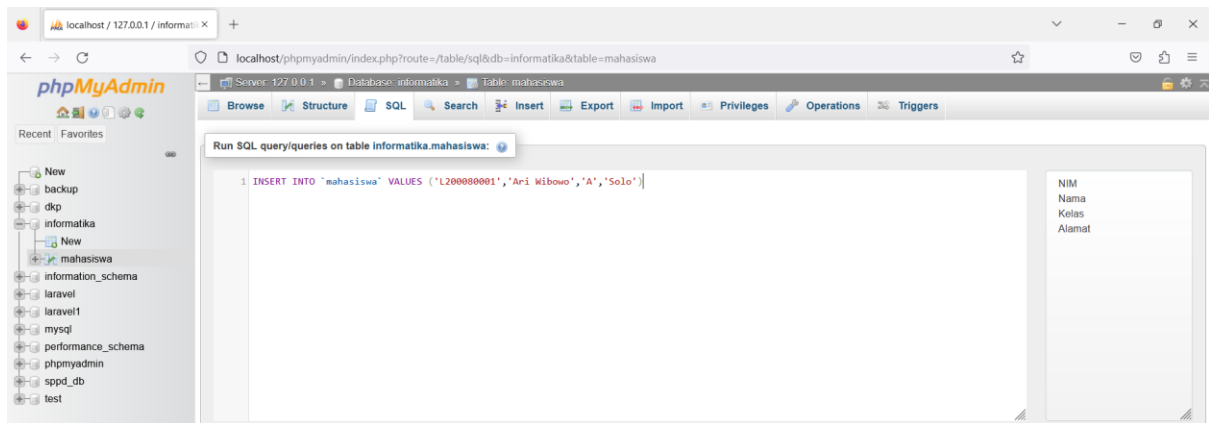 localhost / 127.0.0.1 / informati
localhost/phpmyadmin/index.php?route=/table/sql&db=informatika&table=mahasiswa
phpMyAdmin
Recent Favorites
New
backup
dkp
informatika
New
mahasiswa
information_schema
laravel
laravel1
mysql
performance_schema
phpmyadmin
sppd_db
test
Server: 127.0.0.1 » Database: informatika » Table: mahasiswa
Browse Structure SQL Search Insert Export Import Privileges Operations Triggers
Run SQL query/queries on table informatika.mahasiswa:
1 INSERT INTO `mahasiswa` VALUES ('L200080001','Ari Wibowo','A','Solo')
NIM
Nama
Kelas
Alamat